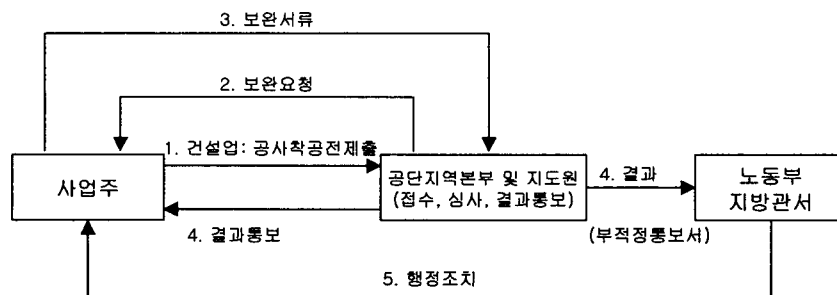 3. 보완서류
2. 보완요청
1. 건설업: 공사착공전제출
사업주
공단지역본부 및 지도원
(접수, 심사, 결과통보)
4. 결과
노동부
지방관서
4. 결과통보
(부적정통보서)
5. 행정조치